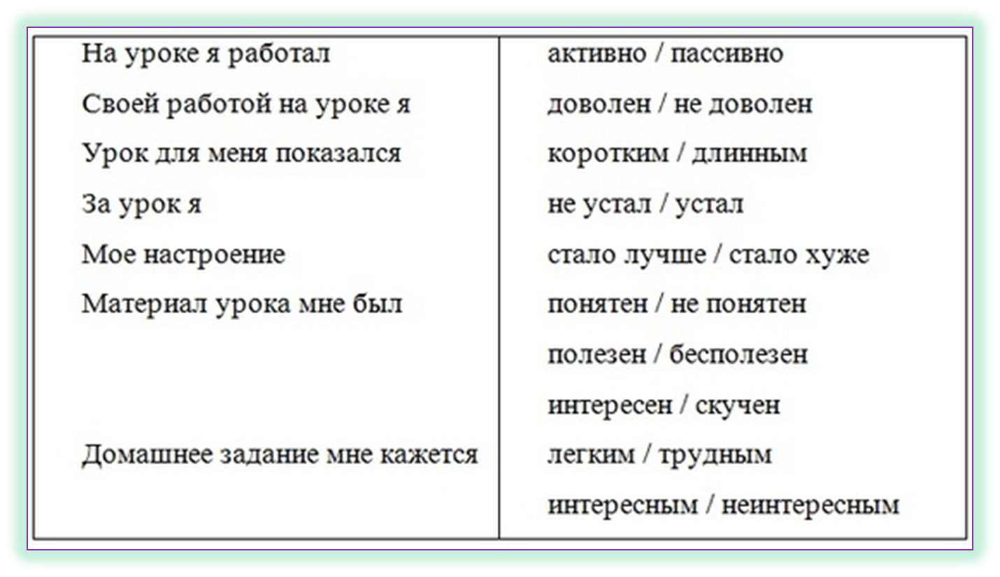 На уроке я работал активно / пассивно
Своей работой на уроке я доволен / не доволен
Урок для меня показался коротким / длинным
За урок я не устал / устал
Мое настроение стало лучше / стало хуже
Материал урока мне был понятен / не понятен
полезен / бесполезен
интересен / скучен
Домашнее задание мне кажется легким / трудным
интересным / неинтересным